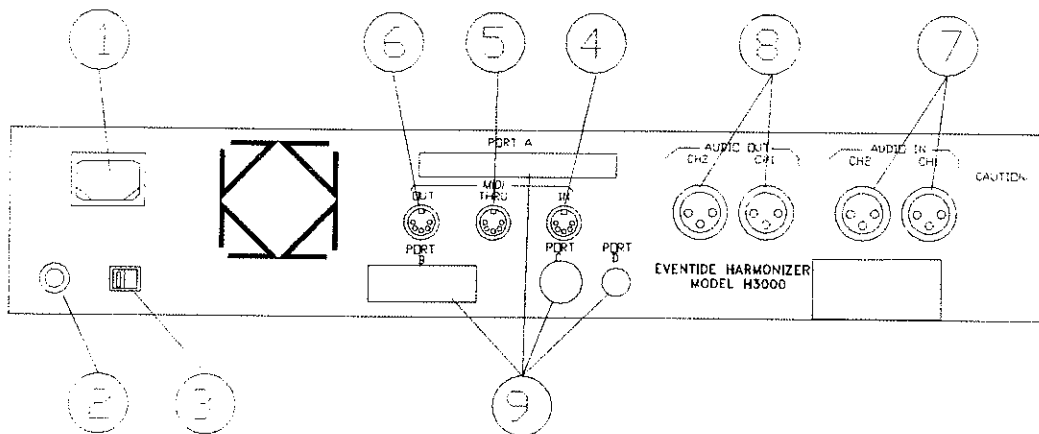 1
6
5
4
8
7
PORT A
AUDIO OUT
CH2
CH1
AUDIO IN
CH2
CH1
CAUTION
MIDI
OUT
THRU
IN
PORT
B
PORT
C
PORT
D
EVENTIDE HARMONIZER
MODEL H3000
2
3
9